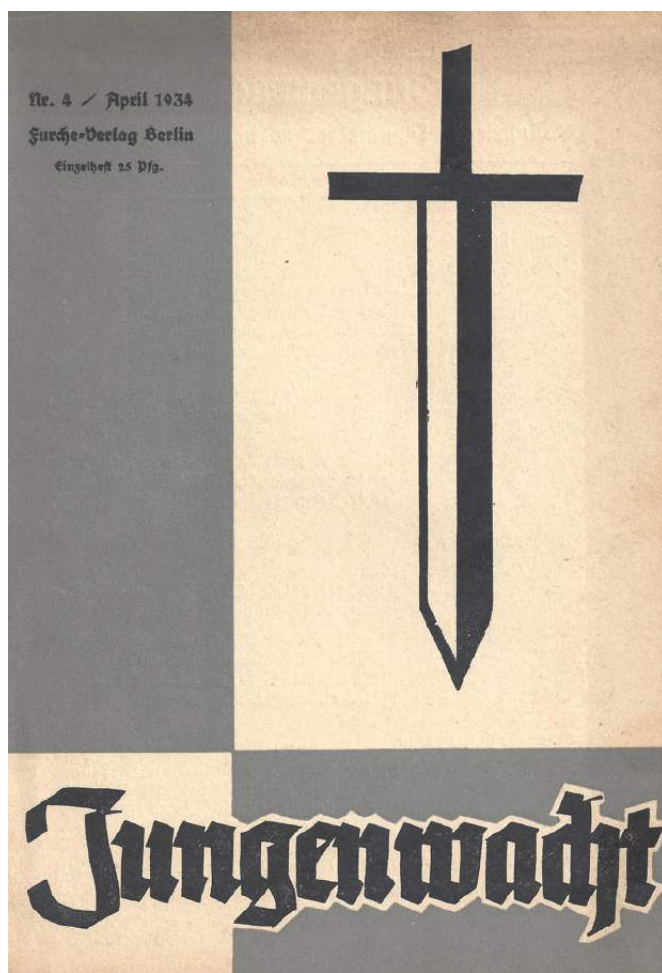 Nr. 4 / April 1934
Furche-Verlag Berlin
Einzelheft 25 Pfg.
Jungenwacht